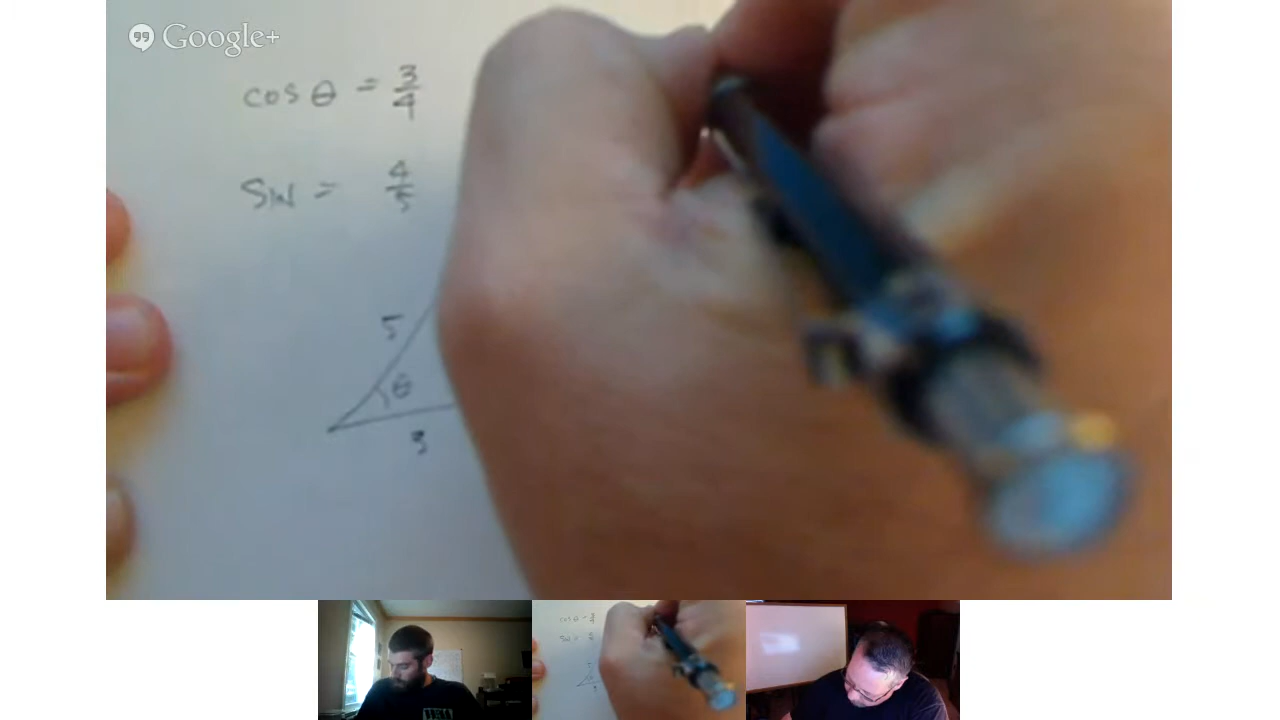 Google+
cos θ = 3/4
sin = 4/5
5
θ
3